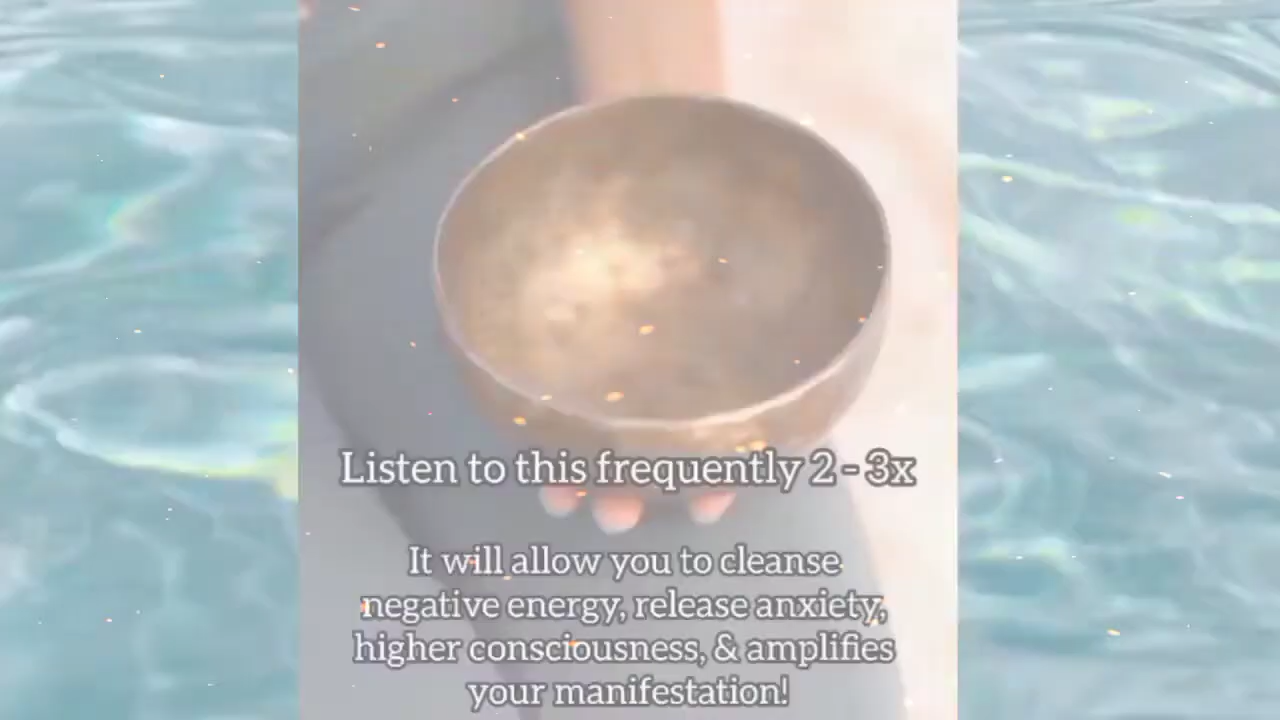 Listen to this frequently 2 - 3x
It will allow you to cleanse
negative energy, release anxiety,
higher consciousness, & amplifies
your manifestation!